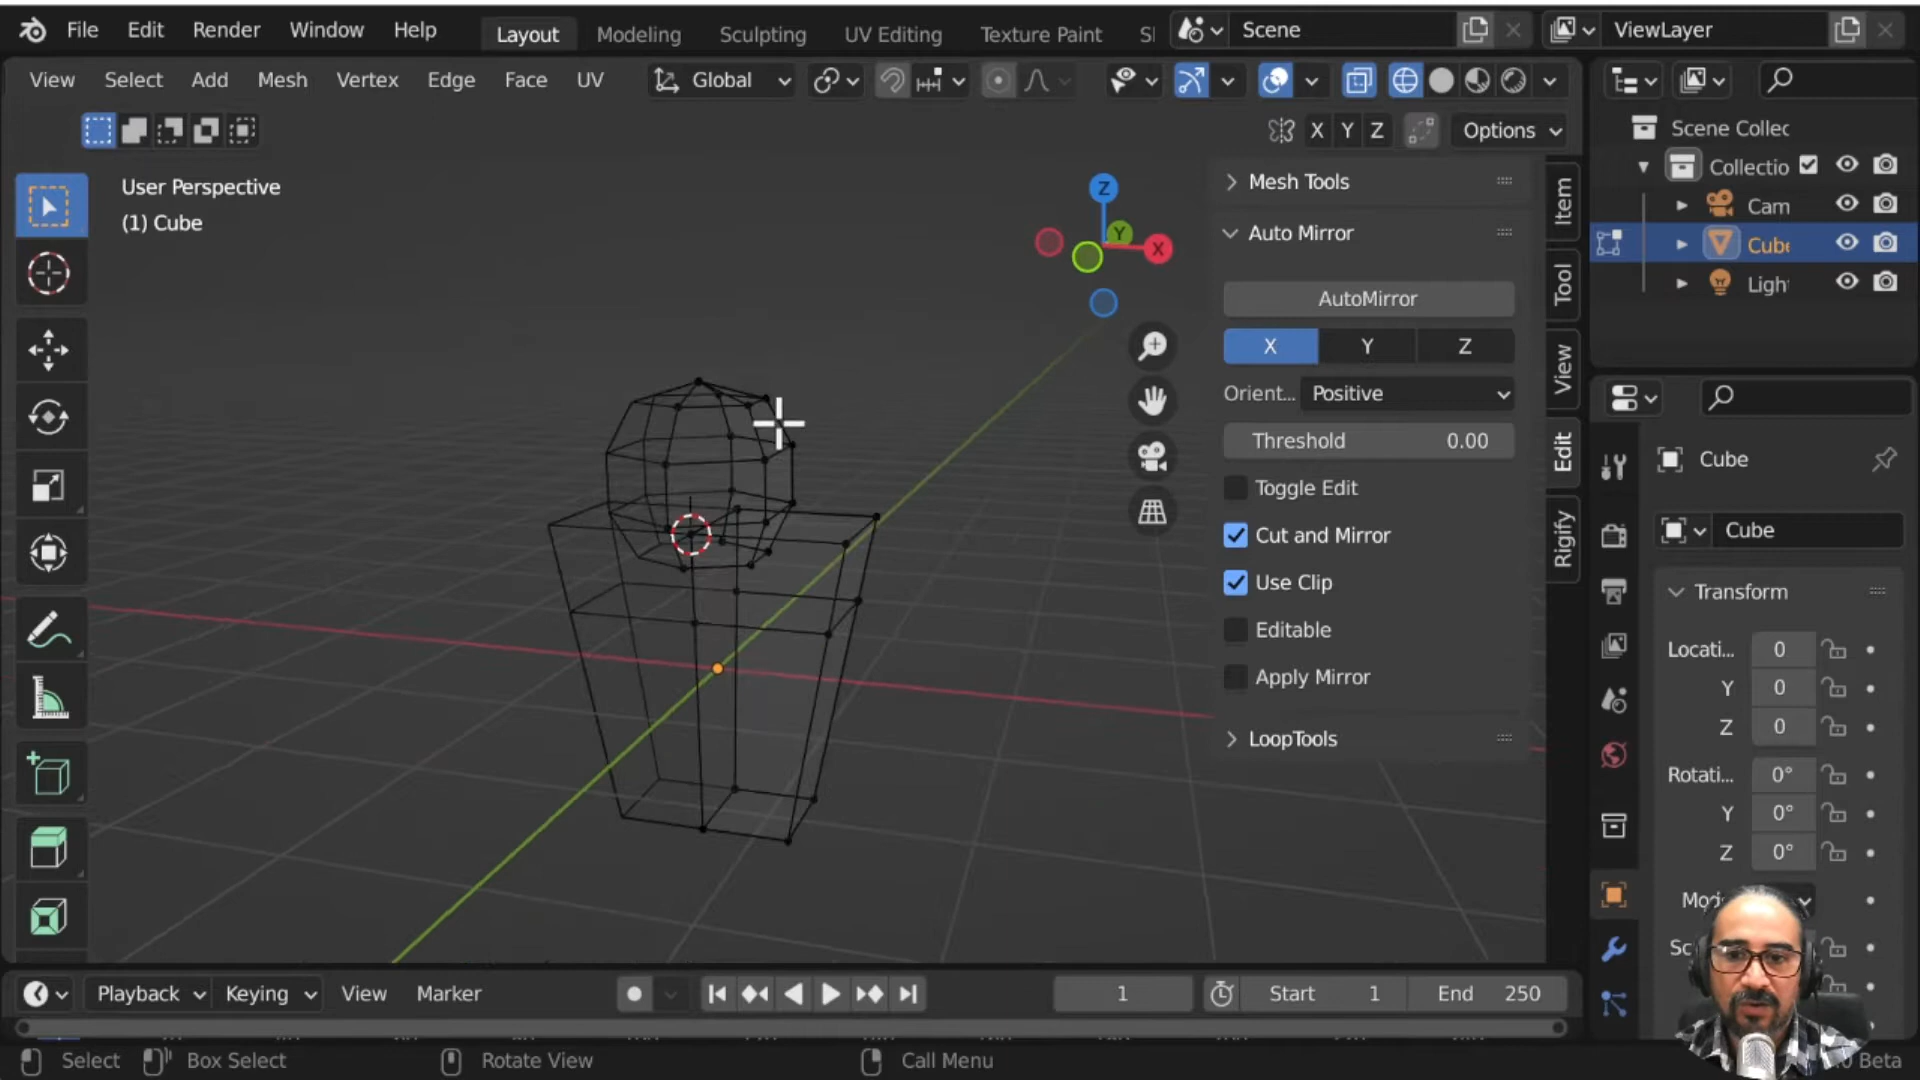 File Edit Render Window Help Layout Modeling Sculpting UV Editing Texture Paint Scene ViewLayer
View Select Add Mesh Vertex Edge Face UV Global
X Y Z Options
User Perspective
(1) Cube
Z
Y
X
Mesh Tools
Auto Mirror
AutoMirror
X Y Z
Orient... Positive
Threshold 0.00
Toggle Edit
Cut and Mirror
Use Clip
Editable
Apply Mirror
LoopTools
Item
Tool
View
Edit
Rigify
Scene Collec
Collectio
Cam
Cube
Ligh
Cube
Cube
Transform
Locati... 0
Y 0
Z 0
Rotati... 0°
Y 0°
Z 0°
Mod
Sc
Playback Keying View Marker 1 Start 1 End 250
Select Box Select Rotate View Call Menu Beta